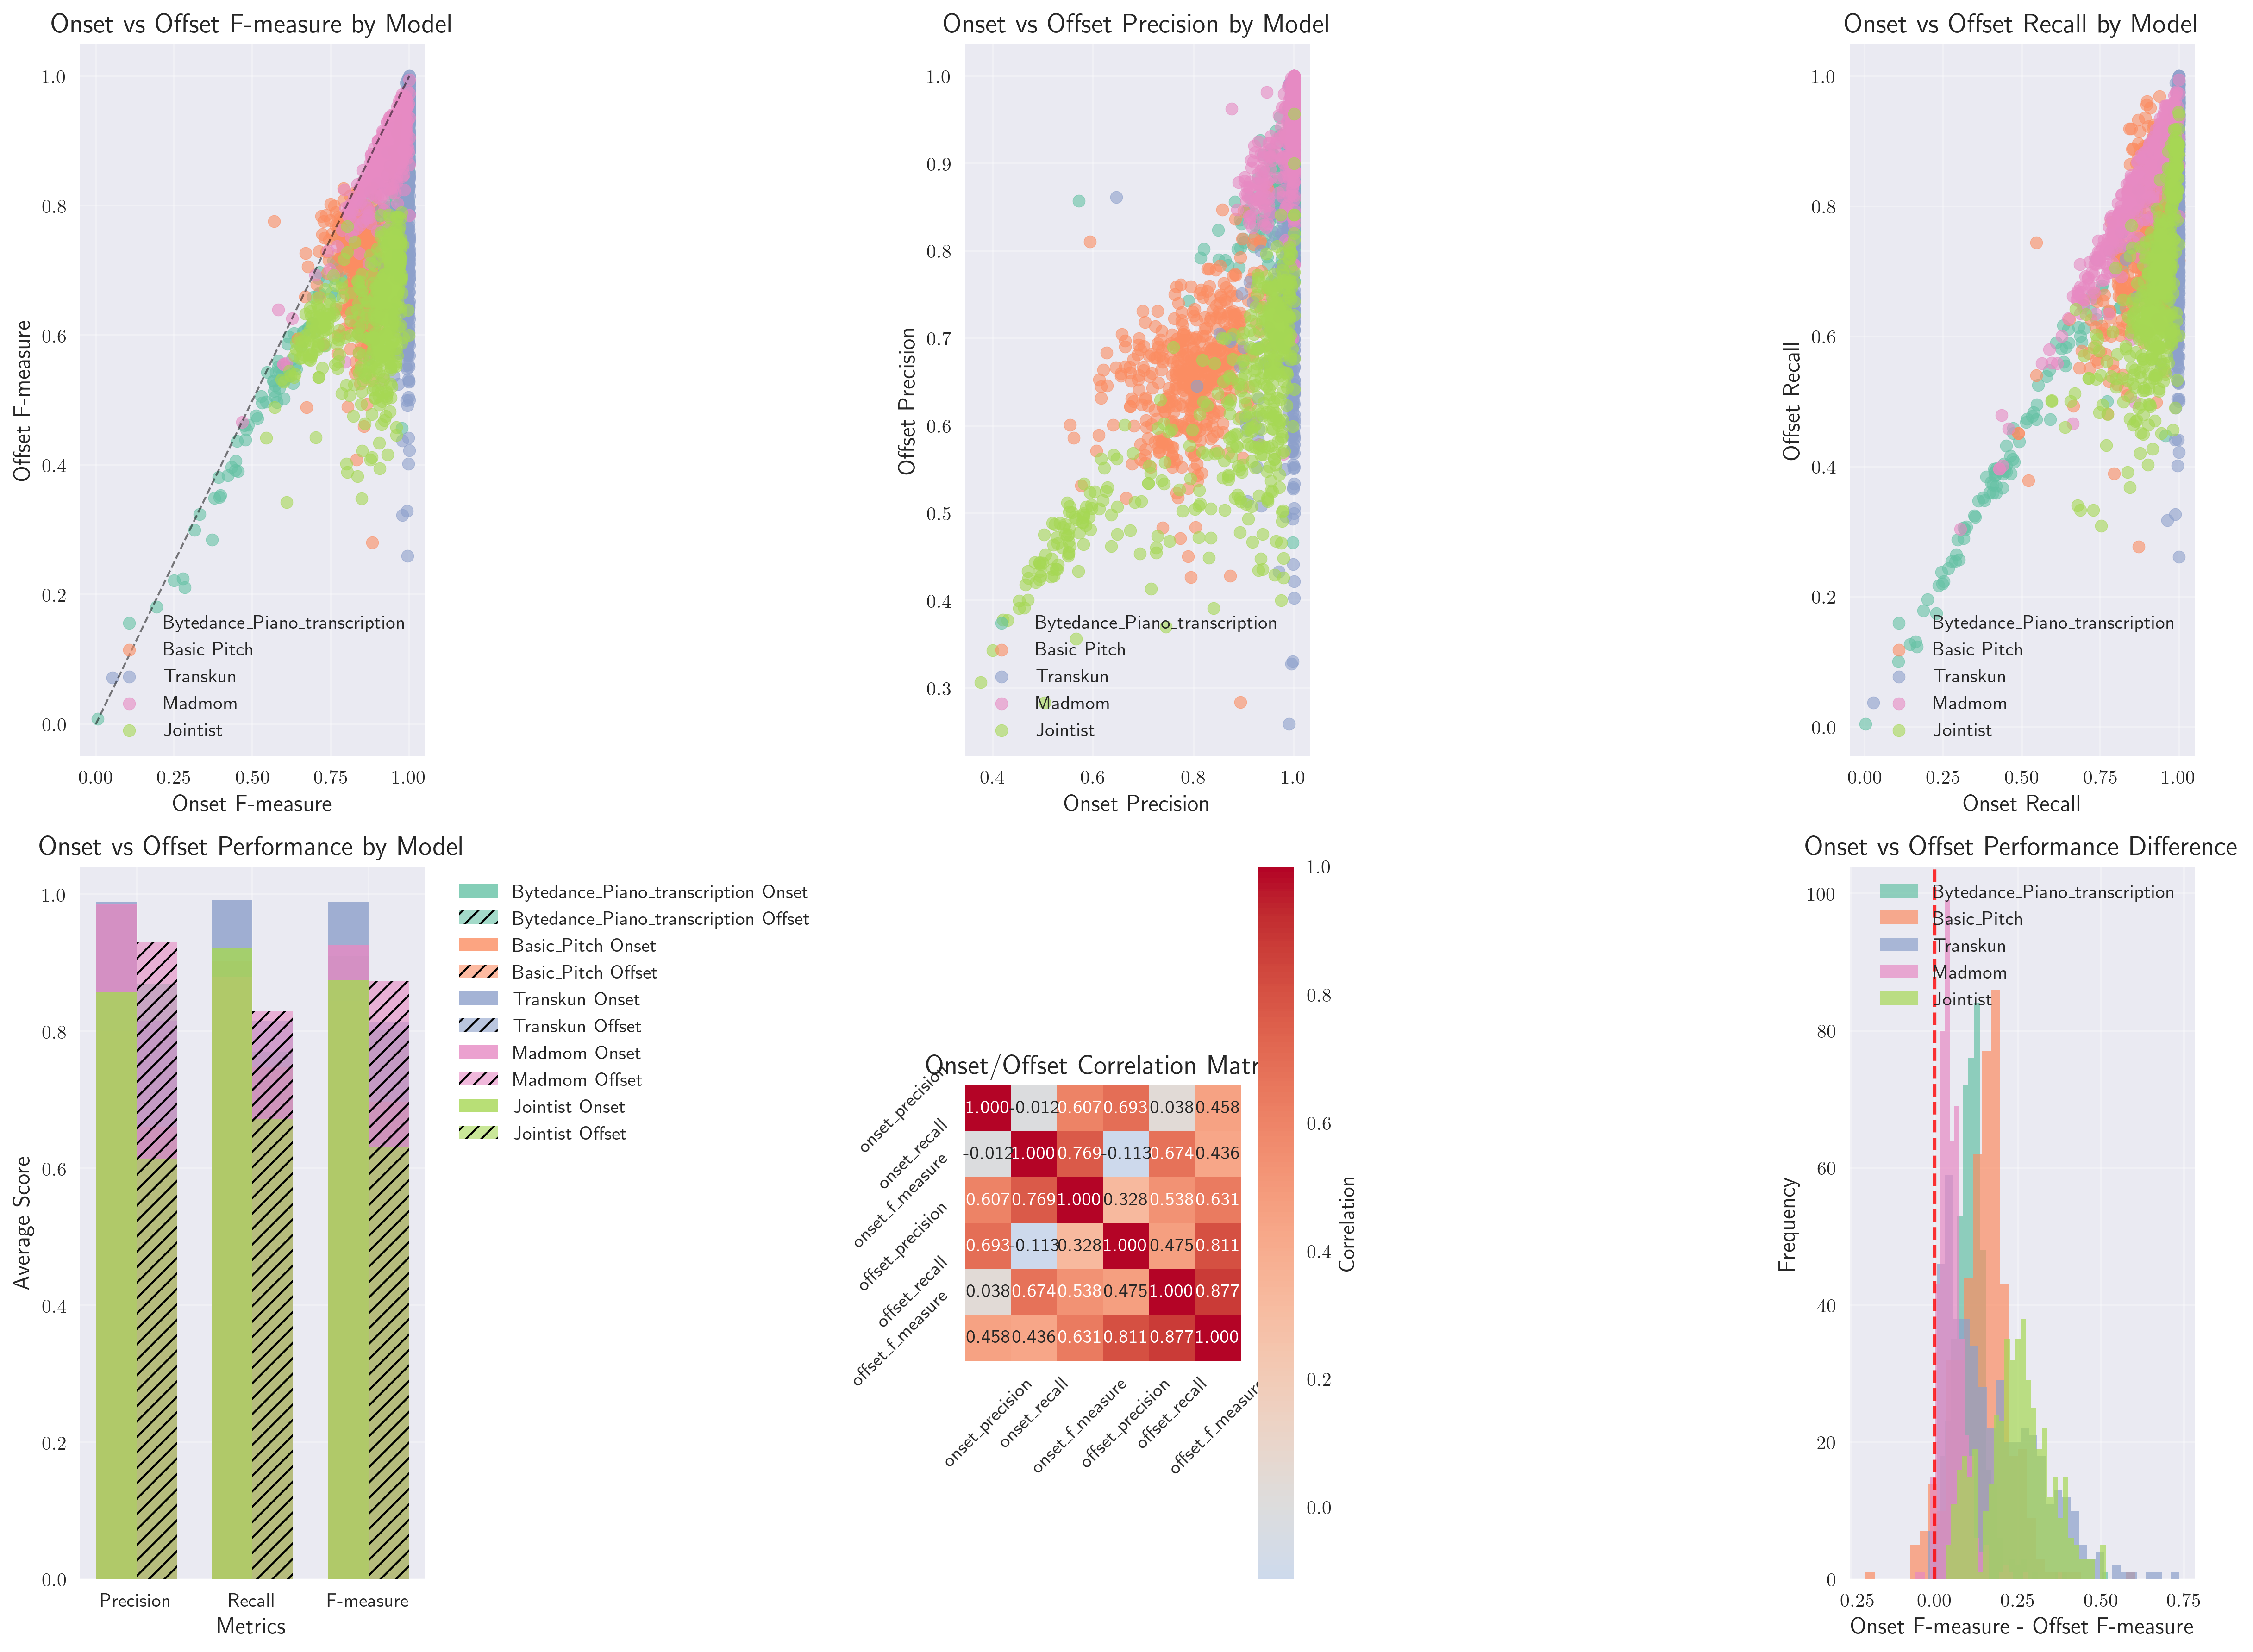 Onset vs Offset F-measure by Model
1.0
0.8
0.6
0.4
0.2
0.0
Offset F-measure
Bytedance_Piano_transcription
Basic_Pitch
Transkun
Madmom
Jointist
0.00 0.25 0.50 0.75 1.00
Onset F-measure
Onset vs Offset Precision by Model
1.0
0.9
0.8
0.7
0.6
0.5
0.4
0.3
Offset Precision
Bytedance_Piano_transcription
Basic_Pitch
Transkun
Madmom
Jointist
0.4 0.6 0.8 1.0
Onset Precision
Onset vs Offset Recall by Model
1.0
0.8
0.6
0.4
0.2
0.0
Offset Recall
Bytedance_Piano_transcription
Basic_Pitch
Transkun
Madmom
Jointist
0.00 0.25 0.50 0.75 1.00
Onset Recall
Onset vs Offset Performance by Model
1.0
0.8
0.6
0.4
0.2
0.0
Average Score
Precision Recall F-measure
Metrics
Bytedance_Piano_transcription Onset
Bytedance_Piano_transcription Offset
Basic_Pitch Onset
Basic_Pitch Offset
Transkun Onset
Transkun Offset
Madmom Onset
Madmom Offset
Jointist Onset
Jointist Offset
Onset/Offset Correlation Matr
onset_precision
onset_recall
onset_f_measure
offset_precision
offset_recall
offset_f_measure
1.000 -0.012 0.607 0.693 0.038 0.458
-0.012 1.000 0.769 -0.113 0.674 0.436
0.607 0.769 1.000 0.328 0.538 0.631
0.693 -0.113 0.328 1.000 0.475 0.811
0.038 0.674 0.538 0.475 1.000 0.877
0.458 0.436 0.631 0.811 0.877 1.000
onset_precision
onset_recall
onset_f_measure
offset_precision
offset_recall
offset_f_measure
1.0
0.8
0.6
0.4
0.2
0.0
Correlation
Onset vs Offset Performance Difference
100
80
60
40
20
0
Frequency
Bytedance_Piano_transcription
Basic_Pitch
Transkun
Madmom
Jointist
−0.25 0.00 0.25 0.50 0.75
Onset F-measure - Offset F-measure